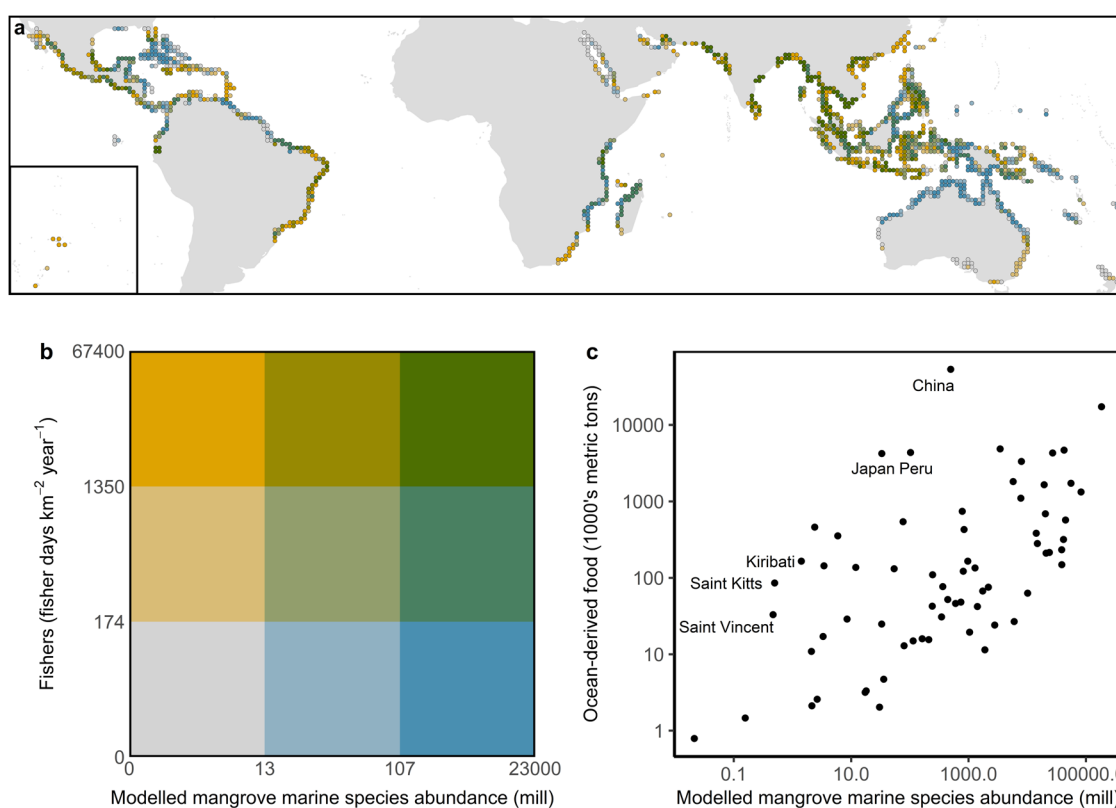 a
b
67400
1350
174
0
0 13 107 23000
Fishers (fisher days km−2 year−1)
Modelled mangrove marine species abundance (mill)
c
10000
1000
100
10
1
0.1 10.0 1000.0 100000.0
Ocean-derived food (1000's metric tons)
Modelled mangrove marine species abundance (mill)
China
Japan Peru
Kiribati
Saint Kitts
Saint Vincent